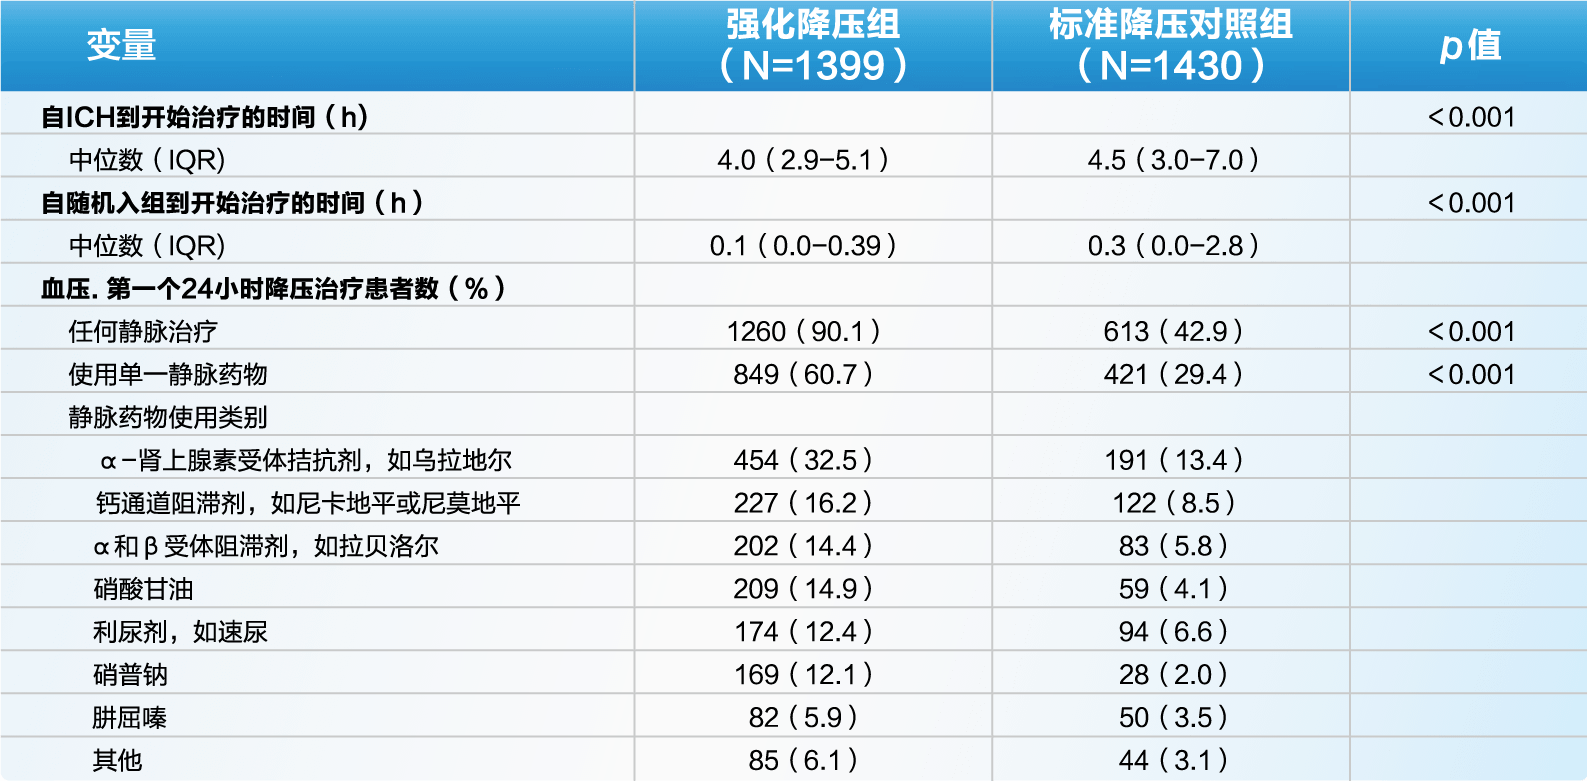 变量 强化降压组（N=1399） 标准降压对照组（N=1430） p值
自ICH到开始治疗的时间（h） <0.001
中位数（IQR） 4.0（2.9-5.1） 4.5（3.0-7.0）
自随机入组到开始治疗的时间（h） <0.001
中位数（IQR） 0.1（0.0-0.39） 0.3（0.0-2.8）
血压. 第一个24小时降压治疗患者数（%）
任何静脉治疗 1260（90.1） 613（42.9） <0.001
使用单一静脉药物 849（60.7） 421（29.4） <0.001
静脉药物使用类别
α-肾上腺素受体拮抗剂，如乌拉地尔 454（32.5） 191（13.4）
钙通道阻滞剂，如尼卡地平或尼莫地平 227（16.2） 122（8.5）
α和β受体阻滞剂，如拉贝洛尔 202（14.4） 83（5.8）
硝酸甘油 209（14.9） 59（4.1）
利尿剂，如速尿 174（12.4） 94（6.6）
硝普钠 169（12.1） 28（2.0）
肼屈嗪 82（5.9） 50（3.5）
其他 85（6.1） 44（3.1）